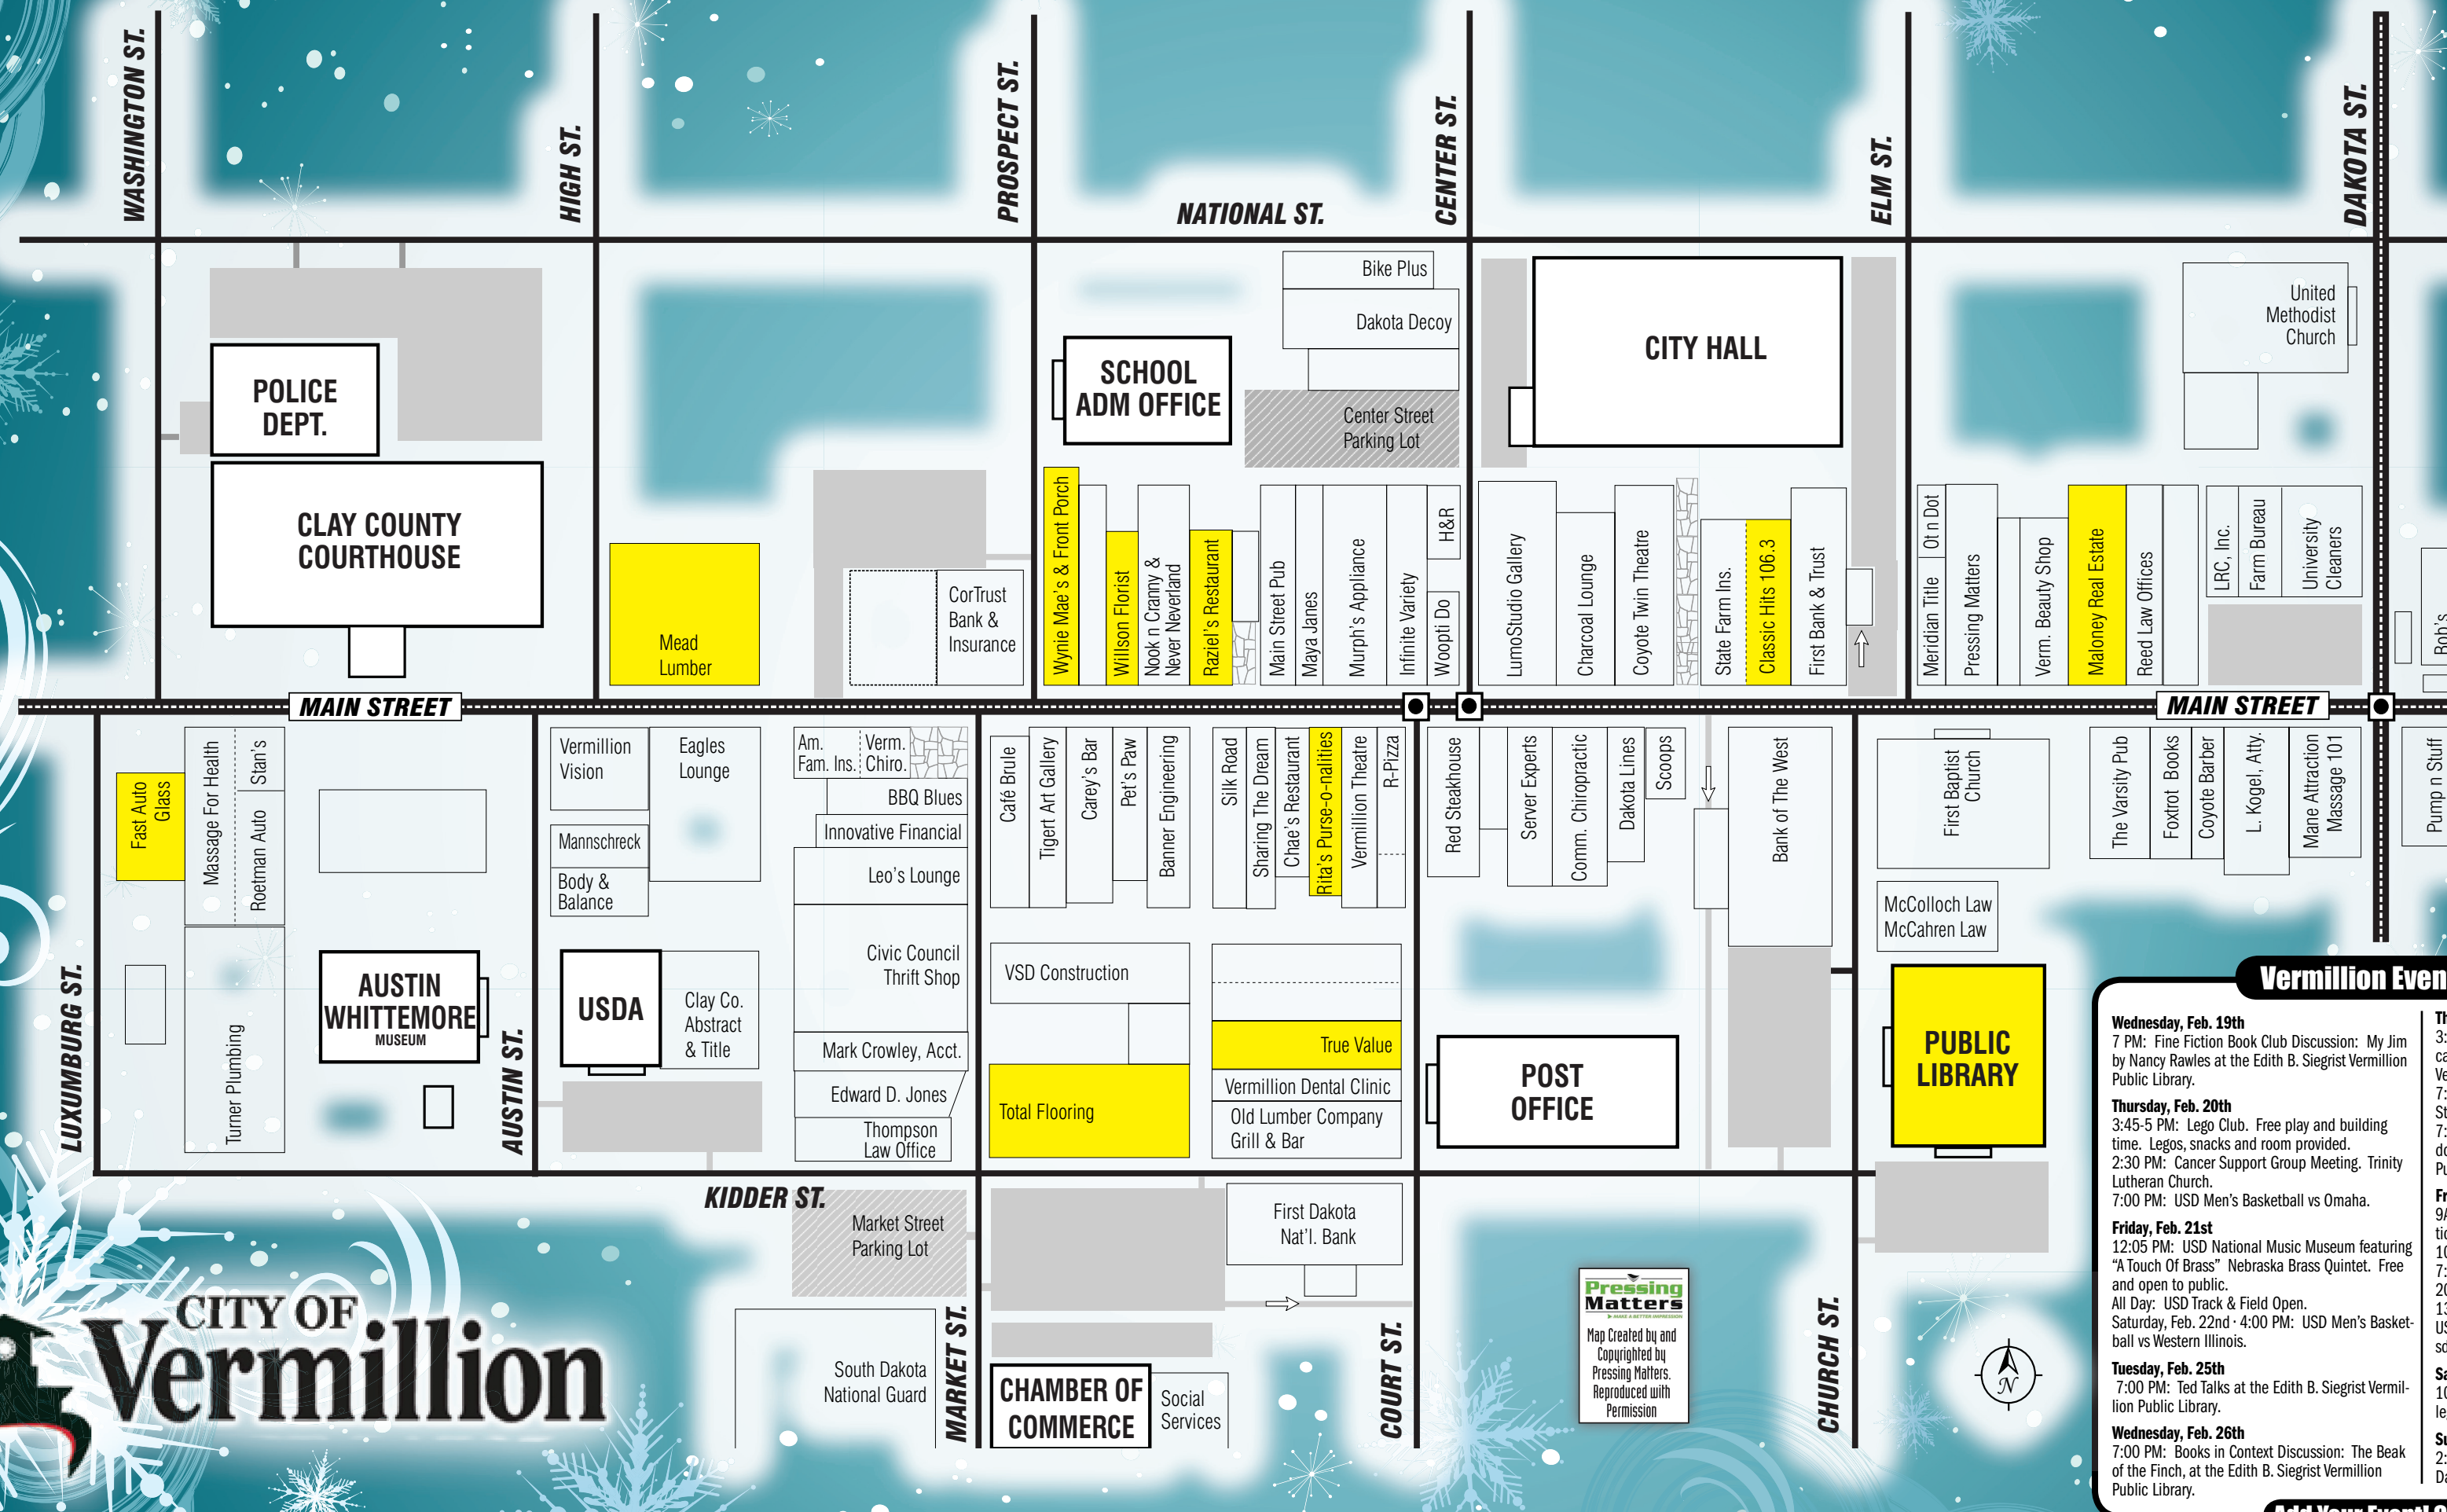 WASHINGTON ST.
HIGH ST.
PROSPECT ST.
NATIONAL ST.
CENTER ST.
ELM ST.
DAKOTA ST.
POLICE
DEPT.
CLAY COUNTY
COURTHOUSE
Mead
Lumber
CorTrust
Bank &
Insurance
SCHOOL
ADM OFFICE
Bike Plus
Dakota Decoy
Center Street
Parking Lot
Wynie Mae's & Front Porch
Willson Florist
Nook n Cranny &
Never Neverland
Raziel's Restaurant
Main Street Pub
Maya Janes
Murph's Appliance
Infinite Variety
H&R
Woopti Do
CITY HALL
LumoStudio Gallery
Charcoal Lounge
Coyote Twin Theatre
State Farm Ins.
Classic Hits 106.3
First Bank & Trust
United
Methodist
Church
Ot n Dot
Meridian Title
Pressing Matters
Verm. Beauty Shop
Maloney Real Estate
Reed Law Offices
LRC, Inc.
Farm Bureau
University
Cleaners
Bob's
MAIN STREET
MAIN STREET
Fast Auto
Glass
Massage For Health
Stan's
Roetman Auto
Turner Plumbing
AUSTIN
WHITTEMORE
MUSEUM
LUXUMBURG ST.
AUSTIN ST.
Vermillion
Vision
Eagles
Lounge
Mannschreck
Body &
Balance
USDA
Clay Co.
Abstract
& Title
Am.
Fam. Ins.
Verm.
Chiro.
BBQ Blues
Innovative Financial
Leo's Lounge
Civic Council
Thrift Shop
Mark Crowley, Acct.
Edward D. Jones
Thompson
Law Office
Café Brule
Tigert Art Gallery
Carey's Bar
Pet's Paw
Banner Engineering
Silk Road
Sharing The Dream
Chae's Restaurant
Rita's Purse-o-nalities
Vermillion Theatre
R-Pizza
VSD Construction
Total Flooring
True Value
Vermillion Dental Clinic
Old Lumber Company
Grill & Bar
Red Steakhouse
Server Experts
Comm. Chiropractic
Dakota Lines
Scoops
Bank of The West
POST
OFFICE
First Baptist
Church
McColloch Law
McCahren Law
PUBLIC
LIBRARY
The Varsity Pub
Foxtrot Books
Coyote Barber
L. Kogel, Atty.
Mane Attraction
Massage 101
Pump n Stuff
KIDDER ST.
Market Street
Parking Lot
South Dakota
National Guard
MARKET ST.
First Dakota
Nat'l. Bank
CHAMBER OF
COMMERCE
Social
Services
COURT ST.
CHURCH ST.
CITY OF
Vermillion
Pressing
Matters
MAKE A BETTER IMPRESSION
Map Created by and
Copyrighted by
Pressing Matters.
Reproduced with
Permission
N
Vermillion Even
Wednesday, Feb. 19th
7 PM: Fine Fiction Book Club Discussion: My Jim
by Nancy Rawles at the Edith B. Siegrist Vermillion
Public Library.
Thursday, Feb. 20th
3:45-5 PM: Lego Club. Free play and building
time. Legos, snacks and room provided.
2:30 PM: Cancer Support Group Meeting. Trinity
Lutheran Church.
7:00 PM: USD Men's Basketball vs Omaha.
Friday, Feb. 21st
12:05 PM: USD National Music Museum featuring
"A Touch Of Brass" Nebraska Brass Quintet. Free
and open to public.
All Day: USD Track & Field Open.
Saturday, Feb. 22nd · 4:00 PM: USD Men's Basket-
ball vs Western Illinois.
Tuesday, Feb. 25th
7:00 PM: Ted Talks at the Edith B. Siegrist Vermil-
lion Public Library.
Wednesday, Feb. 26th
7:00 PM: Books in Context Discussion: The Beak
of the Finch, at the Edith B. Siegrist Vermillion
Public Library.